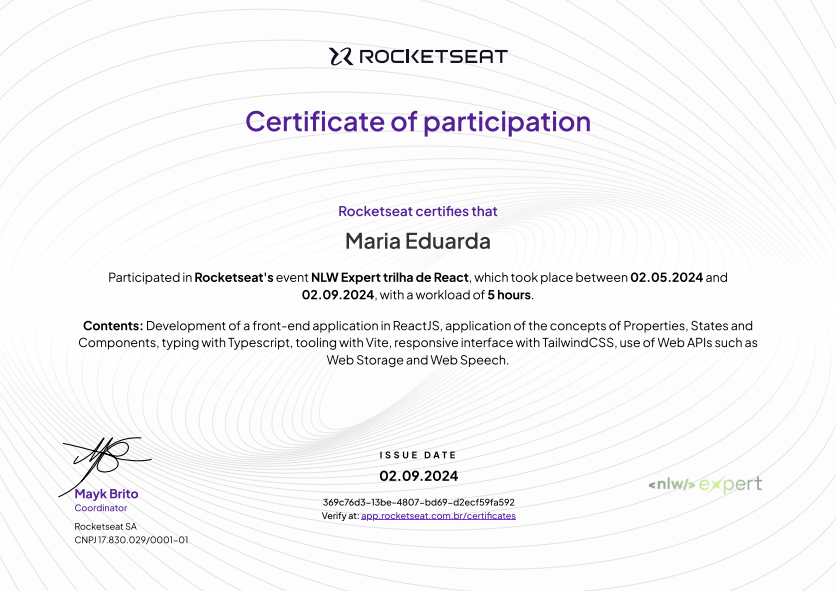 ROCKETSEAT
Certificate of participation
Rocketseat certifies that
Maria Eduarda
Participated in Rocketseat's event NLW Expert trilha de React, which took place between 02.05.2024 and
02.09.2024, with a workload of 5 hours.
Contents: Development of a front-end application in ReactJS, application of the concepts of Properties, States and
Components, typing with Typescript, tooling with Vite, responsive interface with TailwindCSS, use of Web APIs such as
Web Storage and Web Speech.
Mayk Brito
Coordinator
Rocketseat SA
CNPJ 17.830.029/0001-01
ISSUE DATE
02.09.2024
369c76d3-13be-4807-bd69-d2ecf59fa592
Verify at: app.rocketseat.com.br/certificates
<nlw/> expert